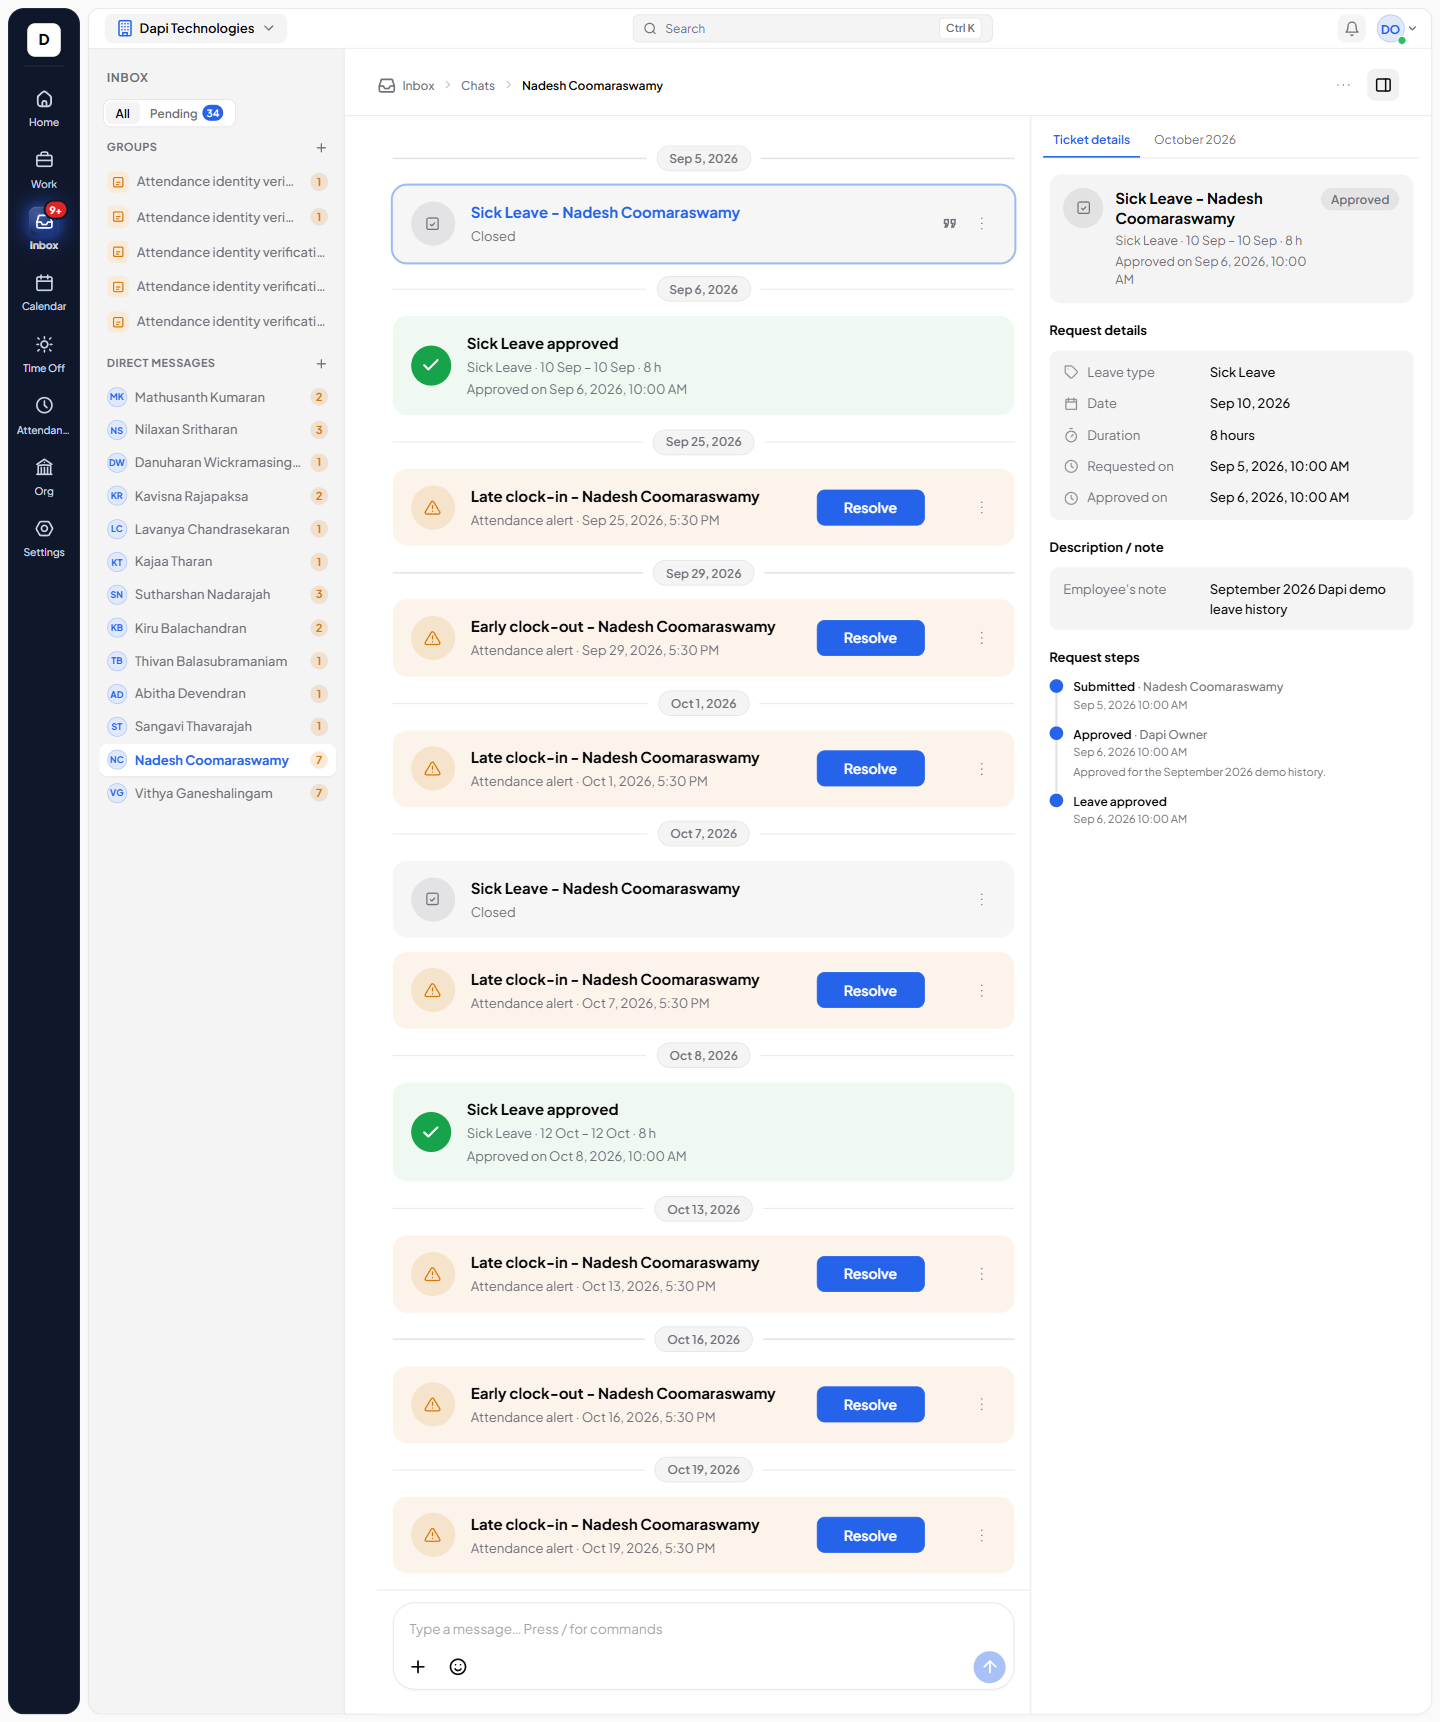 D
Home
Work
9+
Inbox
Calendar
Time Off
Attendan...
Org
Settings
Dapi Technologies
Search
Ctrl K
DO
INBOX
All
Pending 34
GROUPS
Attendance identity veri... 1
Attendance identity veri... 1
Attendance identity verificati...
Attendance identity verificati...
Attendance identity verificati...
DIRECT MESSAGES
MK Mathusanth Kumaran 2
NS Nilaxan Sritharan 3
DW Danuharan Wickramasing... 1
KR Kavisna Rajapaksa 2
LC Lavanya Chandrasekaran 1
KT Kajaa Tharan 1
SN Sutharshan Nadarajah 3
KB Kiru Balachandran 2
TB Thivan Balasubramaniam 1
AD Abitha Devendran 1
ST Sangavi Thavarajah 1
NC Nadesh Coomaraswamy 7
VG Vithya Ganeshalingam 7
Inbox > Chats > Nadesh Coomaraswamy
Sep 5, 2026
Sick Leave - Nadesh Coomaraswamy
Closed
Sep 6, 2026
Sick Leave approved
Sick Leave · 10 Sep – 10 Sep · 8 h
Approved on Sep 6, 2026, 10:00 AM
Sep 25, 2026
Late clock-in - Nadesh Coomaraswamy
Attendance alert · Sep 25, 2026, 5:30 PM
Resolve
Sep 29, 2026
Early clock-out - Nadesh Coomaraswamy
Attendance alert · Sep 29, 2026, 5:30 PM
Resolve
Oct 1, 2026
Late clock-in - Nadesh Coomaraswamy
Attendance alert · Oct 1, 2026, 5:30 PM
Resolve
Oct 7, 2026
Sick Leave - Nadesh Coomaraswamy
Closed
Late clock-in - Nadesh Coomaraswamy
Attendance alert · Oct 7, 2026, 5:30 PM
Resolve
Oct 8, 2026
Sick Leave approved
Sick Leave · 12 Oct – 12 Oct · 8 h
Approved on Oct 8, 2026, 10:00 AM
Oct 13, 2026
Late clock-in - Nadesh Coomaraswamy
Attendance alert · Oct 13, 2026, 5:30 PM
Resolve
Oct 16, 2026
Early clock-out - Nadesh Coomaraswamy
Attendance alert · Oct 16, 2026, 5:30 PM
Resolve
Oct 19, 2026
Late clock-in - Nadesh Coomaraswamy
Attendance alert · Oct 19, 2026, 5:30 PM
Resolve
Type a message... Press / for commands
Ticket details
October 2026
Sick Leave - Nadesh
Coomaraswamy
Approved
Sick Leave · 10 Sep – 10 Sep · 8 h
Approved on Sep 6, 2026, 10:00
AM
Request details
Leave type Sick Leave
Date Sep 10, 2026
Duration 8 hours
Requested on Sep 5, 2026, 10:00 AM
Approved on Sep 6, 2026, 10:00 AM
Description / note
Employee's note September 2026 Dapi demo
leave history
Request steps
Submitted · Nadesh Coomaraswamy
Sep 5, 2026 10:00 AM
Approved · Dapi Owner
Sep 6, 2026 10:00 AM
Approved for the September 2026 demo history.
Leave approved
Sep 6, 2026 10:00 AM